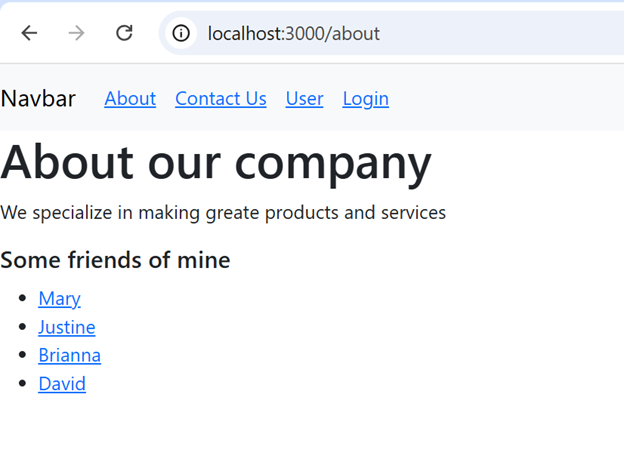 localhost:3000/about
Navbar About Contact Us User Login
About our company
We specialize in making greate products and services
Some friends of mine
Mary
Justine
Brianna
David